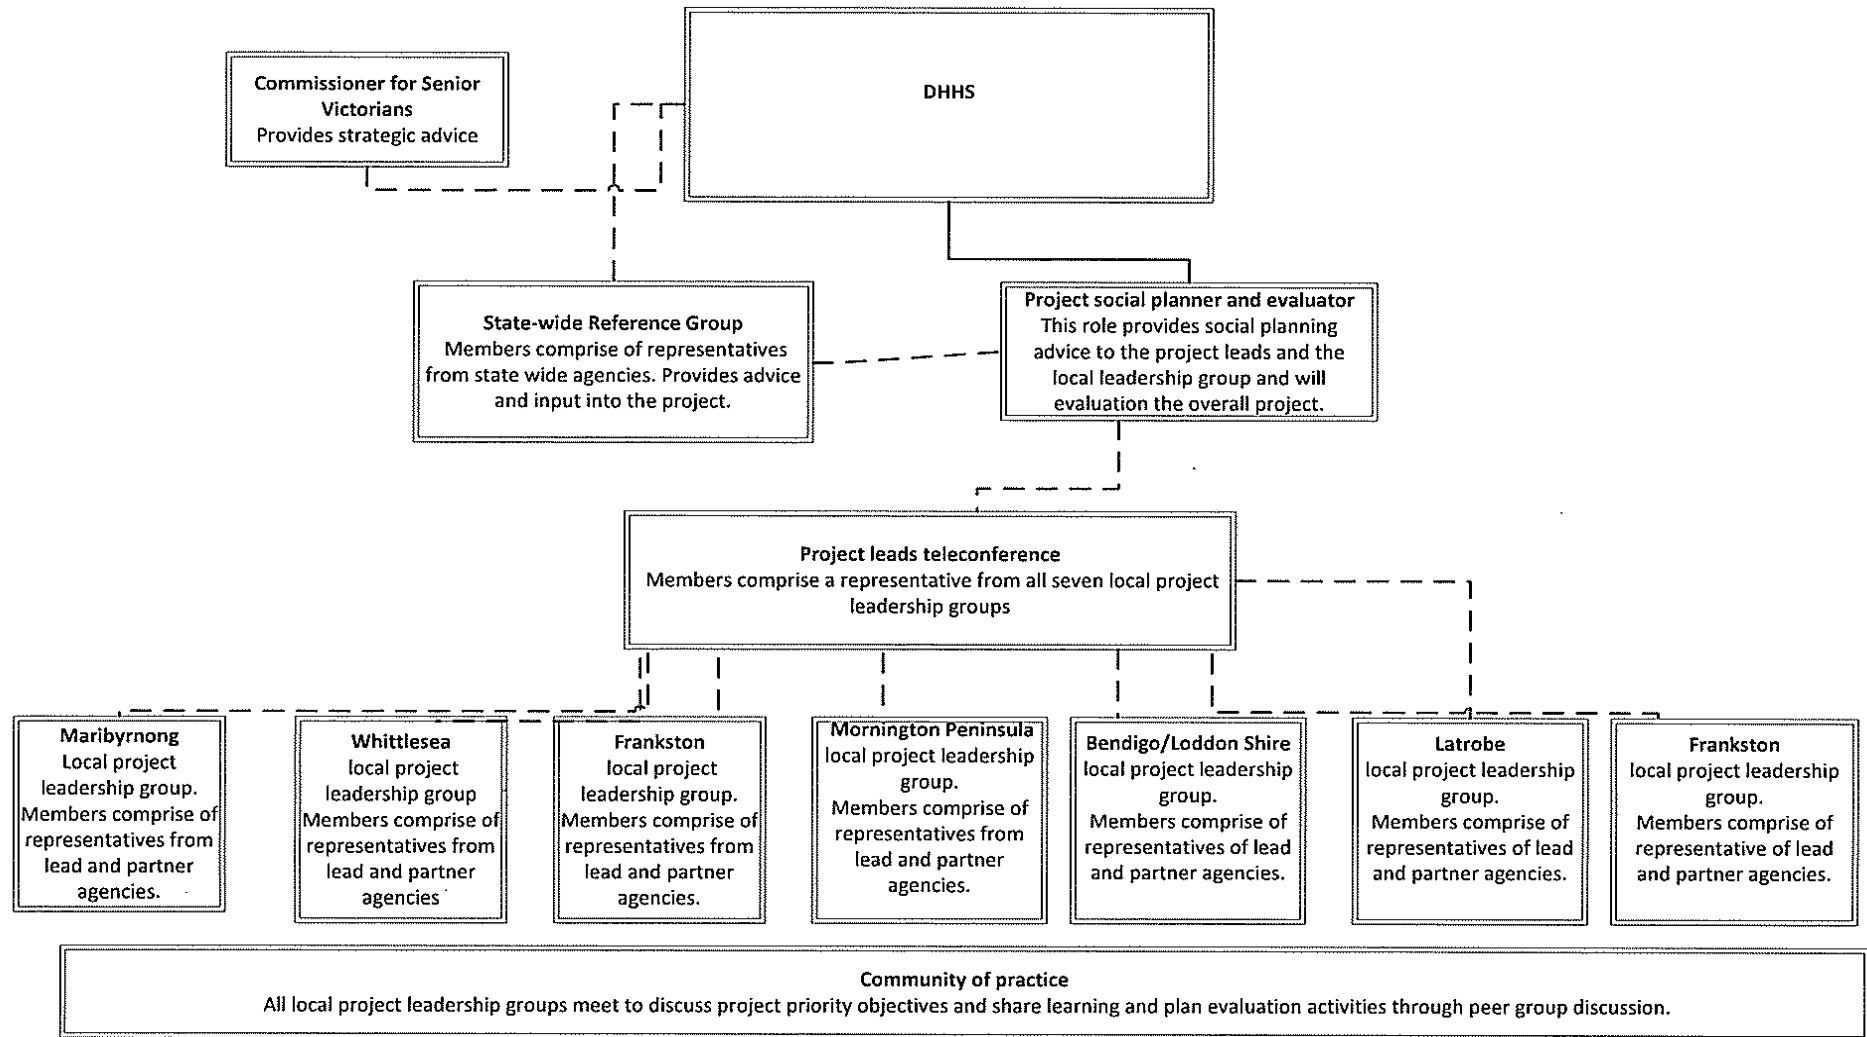 Commissioner for Senior
Victorians
Provides strategic advice
DHHS
State-wide Reference Group
Members comprise of representatives
from state wide agencies. Provides advice
and input into the project.
Project social planner and evaluator
This role provides social planning
advice to the project leads and the
local leadership group and will
evaluation the overall project.
Project leads teleconference
Members comprise a representative from all seven local project
leadership groups
Maribyrnong
Local project
leadership group.
Members comprise of
representatives from
lead and partner
agencies.
Whittlesea
local project
leadership group
Members comprise of
representatives from
lead and partner
agencies
Frankston
local project
leadership group.
Members comprise of
representatives from
lead and partner
agencies.
Mornington Peninsula
local project leadership
group.
Members comprise of
representatives from
lead and partner
agencies.
Bendigo/Loddon Shire
local project leadership
group.
Members comprise of
representatives of lead
and partner agencies.
Latrobe
local project leadership
group.
Members comprise of
representatives of lead
and partner agencies.
Frankston
local project leadership
group.
Members comprise of
representative of lead
and partner agencies.
Community of practice
All local project leadership groups meet to discuss project priority objectives and share learning and plan evaluation activities through peer group discussion.